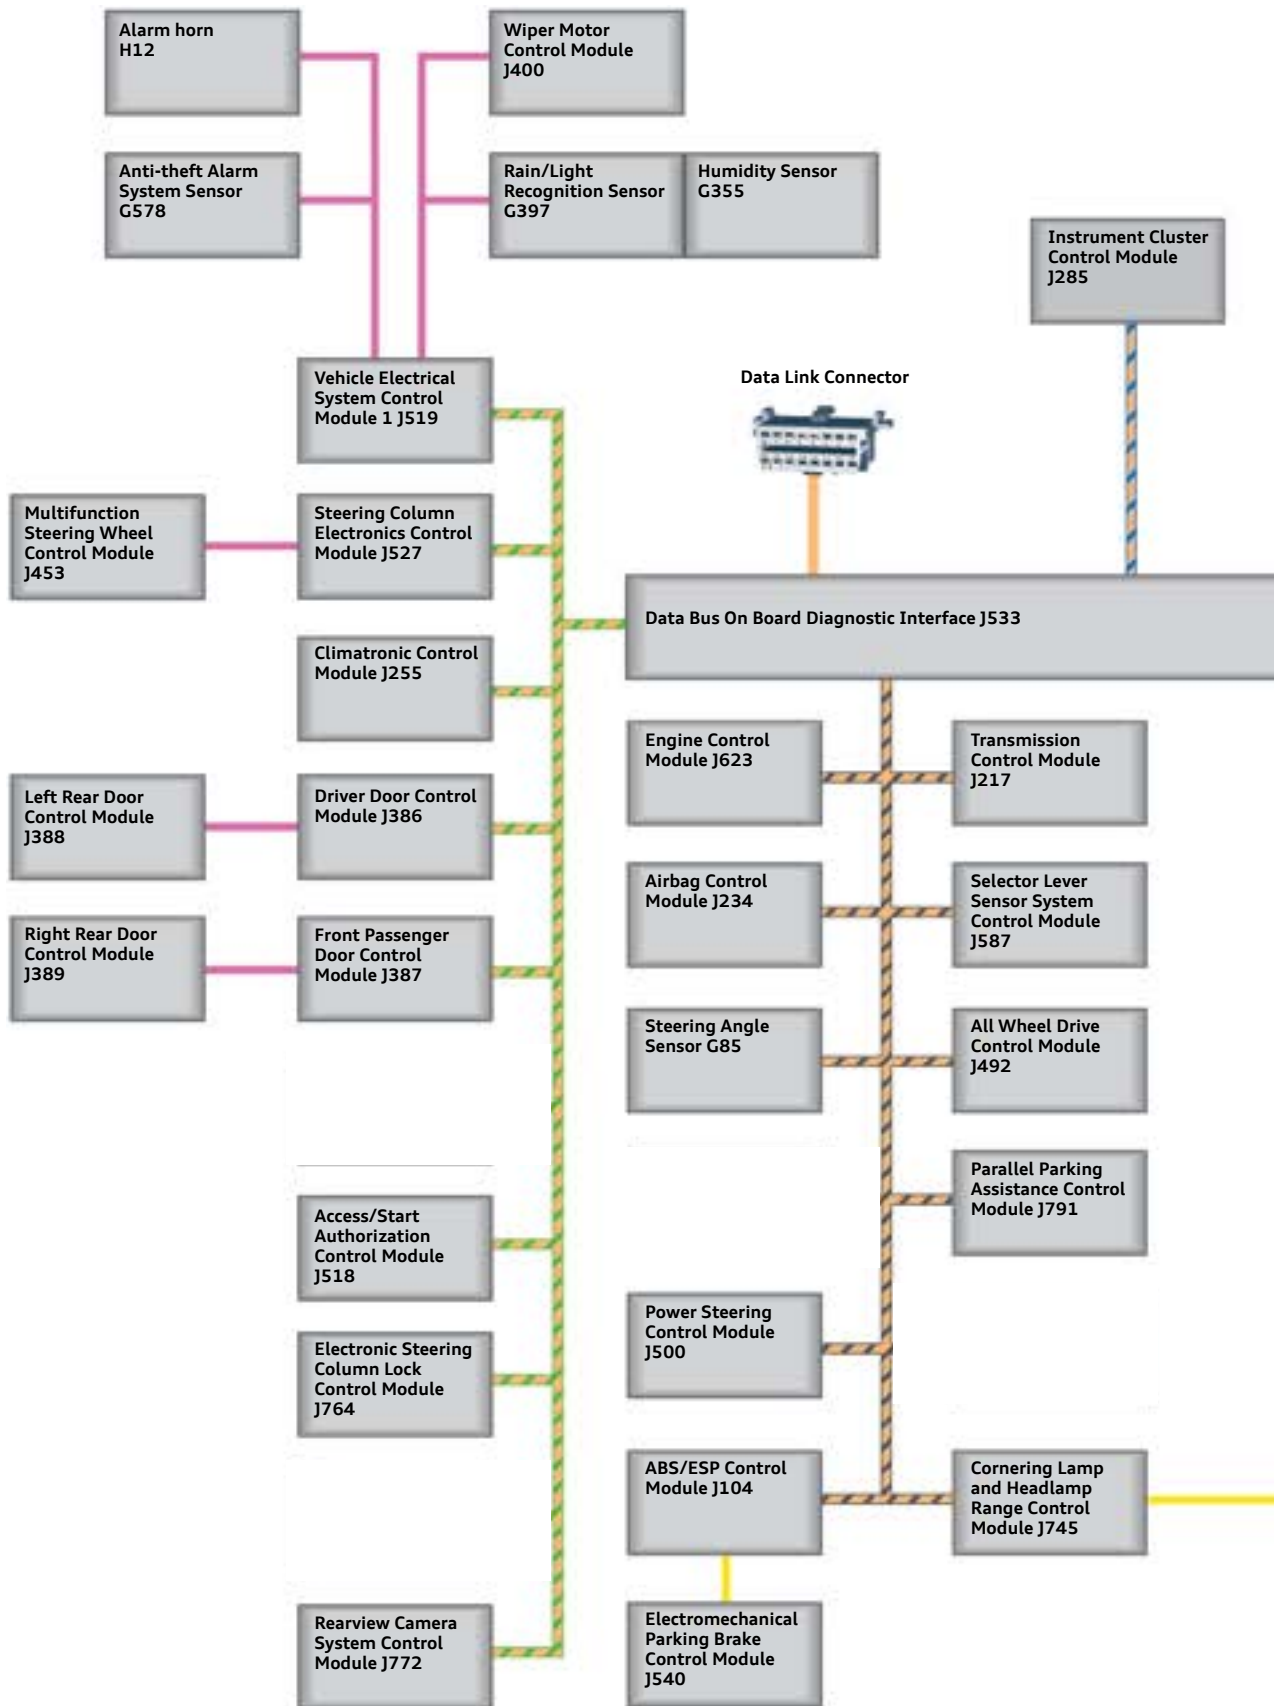 Alarm horn
H12
Wiper Motor
Control Module
J400
Anti-theft Alarm
System Sensor
G578
Rain/Light
Recognition Sensor
G397
Humidity Sensor
G355
Instrument Cluster
Control Module
J285
Vehicle Electrical
System Control
Module 1 J519
Data Link Connector
Multifunction
Steering Wheel
Control Module
J453
Steering Column
Electronics Control
Module J527
Data Bus On Board Diagnostic Interface J533
Climatronic Control
Module J255
Engine Control
Module J623
Transmission
Control Module
J217
Left Rear Door
Control Module
J388
Driver Door Control
Module J386
Airbag Control
Module J234
Selector Lever
Sensor System
Control Module
J587
Right Rear Door
Control Module
J389
Front Passenger
Door Control
Module J387
Steering Angle
Sensor G85
All Wheel Drive
Control Module
J492
Parallel Parking
Assistance Control
Module J791
Access/Start
Authorization
Control Module
J518
Power Steering
Control Module
J500
Electronic Steering
Column Lock
Control Module
J764
ABS/ESP Control
Module J104
Cornering Lamp
and Headlamp
Range Control
Module J745
Rearview Camera
System Control
Module J772
Electromechanical
Parking Brake
Control Module
J540